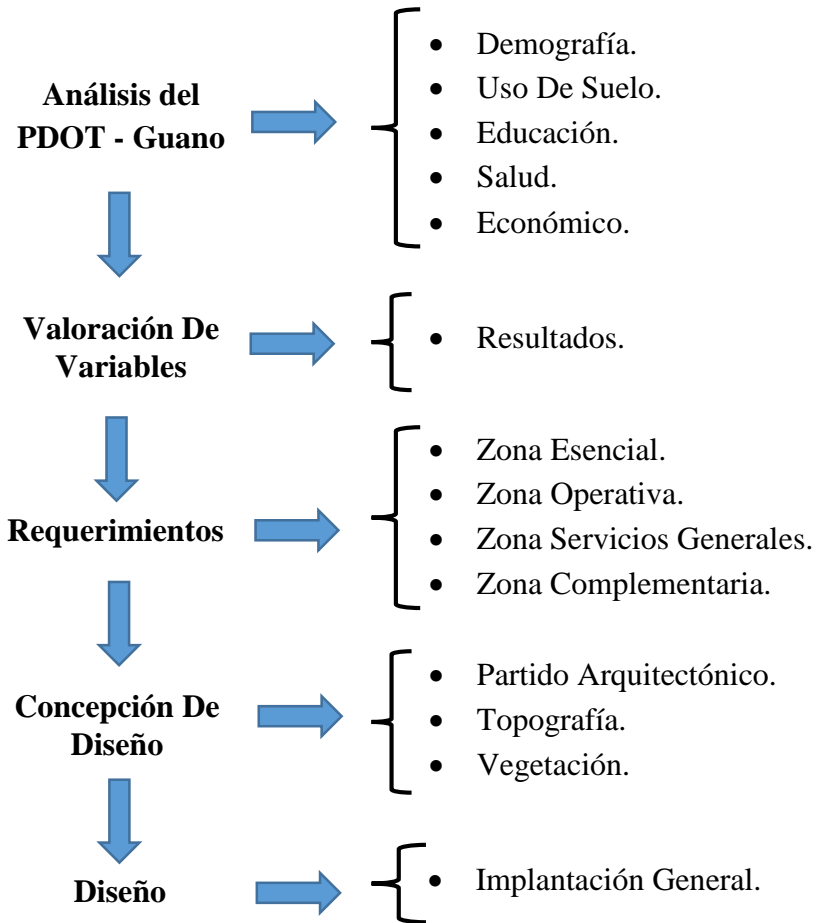 Análisis del
PDOT - Guano
• Demografía.
• Uso De Suelo.
• Educación.
• Salud.
• Económico.
Valoración De
Variables
• Resultados.
Requerimientos
• Zona Esencial.
• Zona Operativa.
• Zona Servicios Generales.
• Zona Complementaria.
Concepción De
Diseño
• Partido Arquitectónico.
• Topografía.
• Vegetación.
Diseño
• Implantación General.